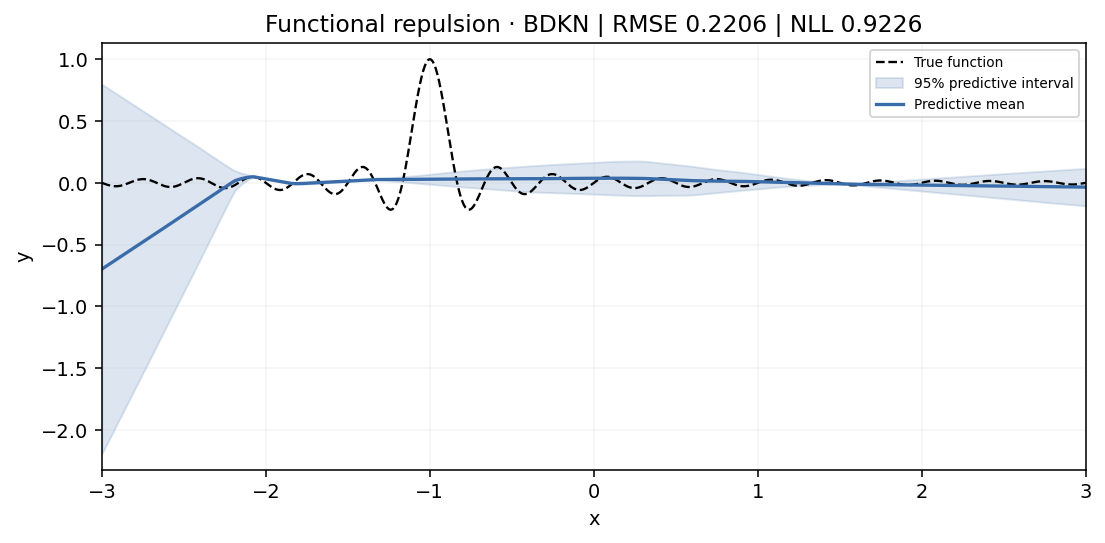 Functional repulsion · BDKN | RMSE 0.2206 | NLL 0.9226
True function
95% predictive interval
Predictive mean
1.0
0.5
0.0
−0.5
−1.0
−1.5
−2.0
y
−3
−2
−1
0
1
2
3
x